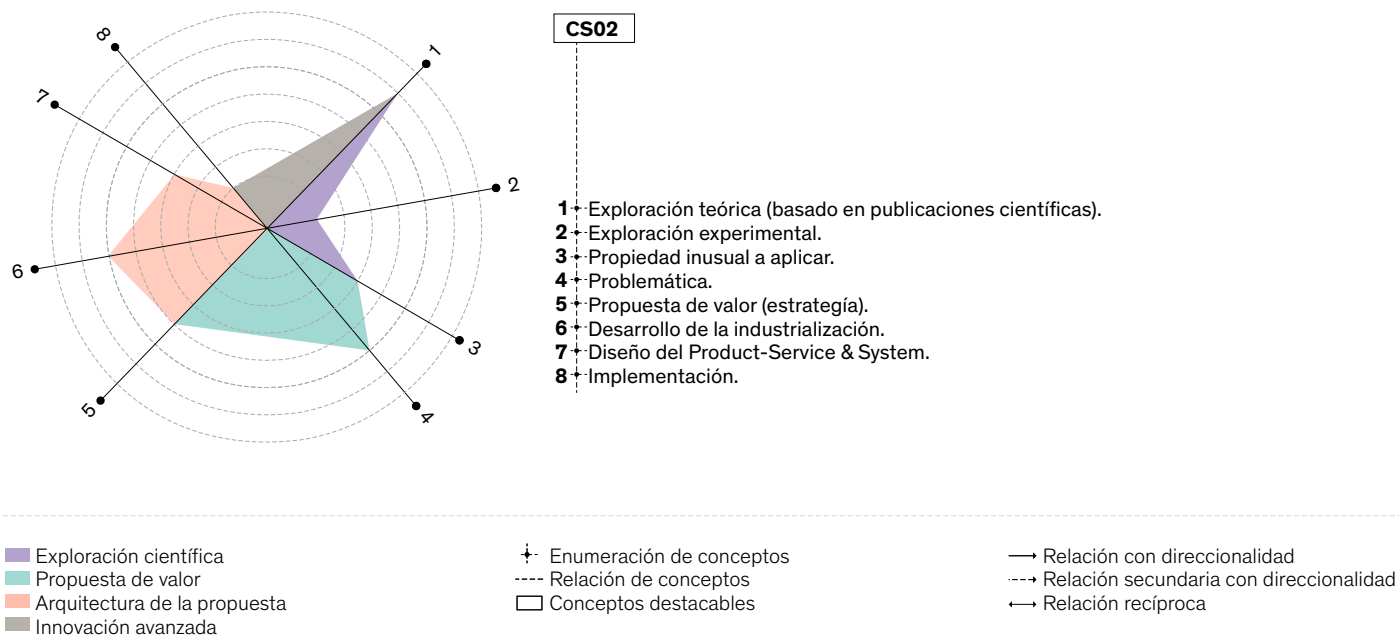 8
1
7
2
6
3
5
4
CS02
1 Exploración teórica (basado en publicaciones científicas).
2 Exploración experimental.
3 Propiedad inusual a aplicar.
4 Problemática.
5 Propuesta de valor (estrategía).
6 Desarrollo de la industrialización.
7 Diseño del Product-Service & System.
8 Implementación.
Exploración científica
Propuesta de valor
Arquitectura de la propuesta
Innovación avanzada
Enumeración de conceptos
Relación de conceptos
Conceptos destacables
Relación con direccionalidad
Relación secundaria con direccionalidad
Relación recíproca